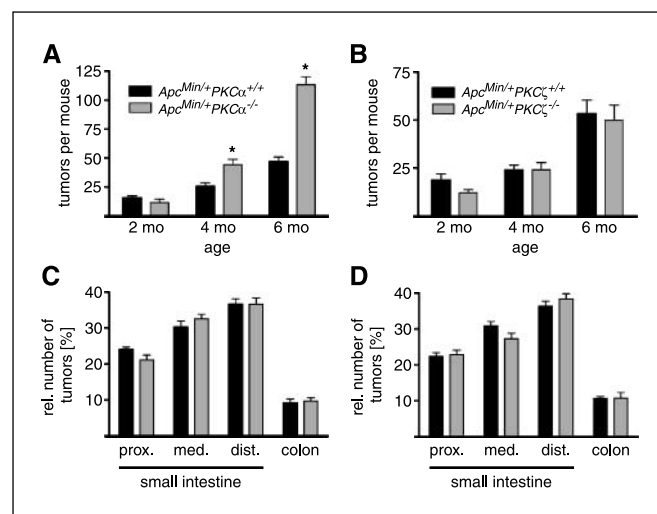 A
tumors per mouse
125
100
75
50
25
Apc^Min/+ PKCα^+/+
Apc^Min/+ PKCα^-/-
*
*
2 mo 4 mo 6 mo
age
B
tumors per mouse
75
50
25
Apc^Min/+ PKCζ^+/+
Apc^Min/+ PKCζ^-/-
2 mo 4 mo 6 mo
age
C
rel. number of
tumors [%]
40
30
20
10
prox. med. dist. colon
small intestine
D
rel. number of
tumors [%]
40
30
20
10
prox. med. dist. colon
small intestine